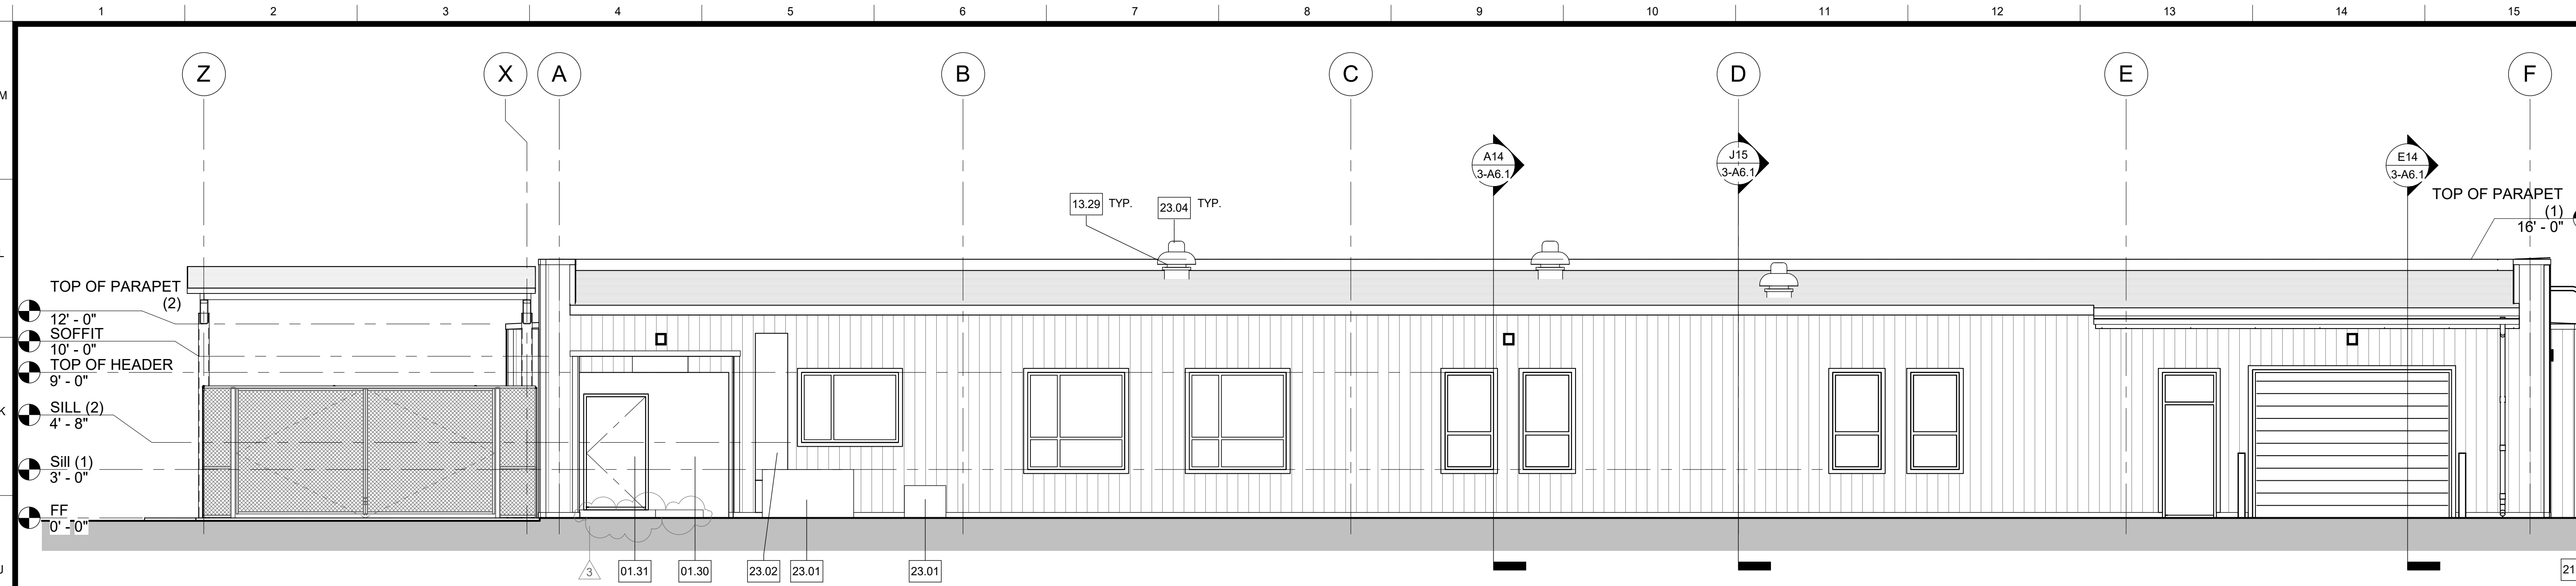 1 2 3 4 5 6 7 8 9 10 11 12 13 14 15
Z X A B C D E F
M
A14
3-A6.1
J15
3-A6.1
E14
3-A6.1
13.29 TYP.
23.04 TYP.
TOP OF PARAPET
(1)
16' - 0"
L
TOP OF PARAPET
(2)
12' - 0"
SOFFIT
10' - 0"
TOP OF HEADER
9' - 0"
K
SILL (2)
4' - 8"
Sill (1)
3' - 0"
FF
0' - 0"
J
3
01.31
01.30
23.02
23.01
23.01